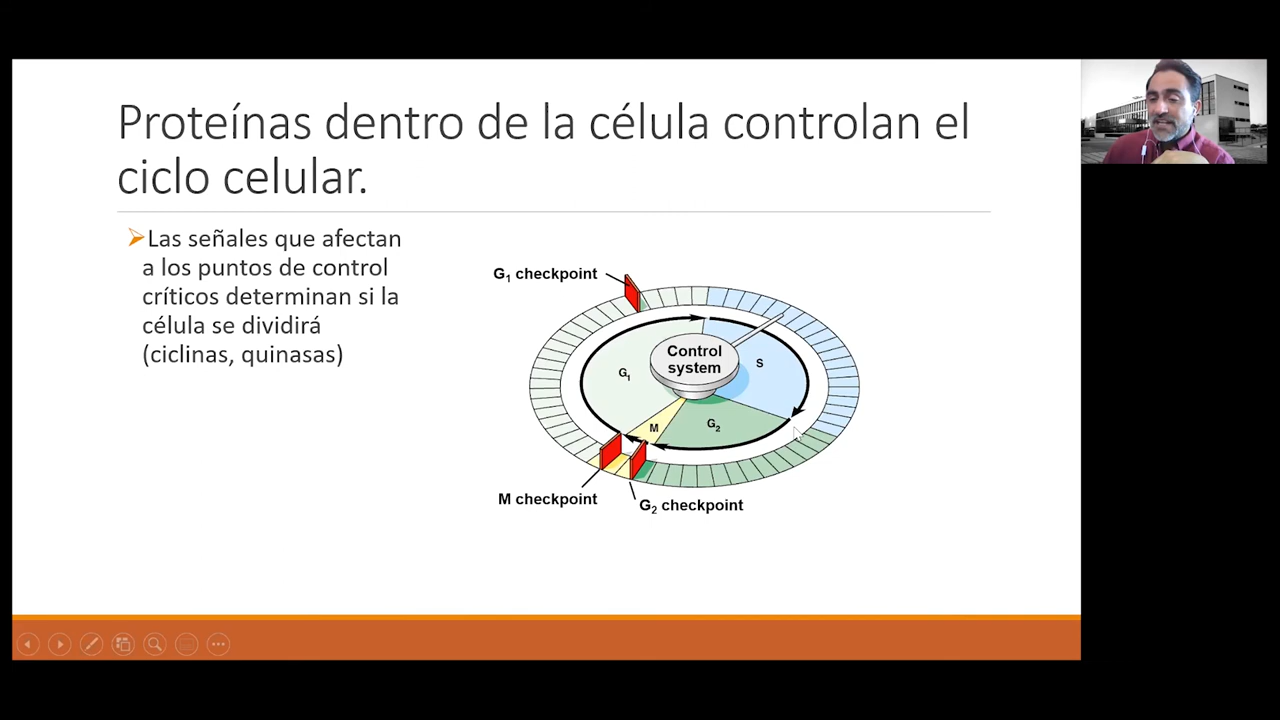 Proteínas dentro de la célula controlan el
ciclo celular.
Las señales que afectan
a los puntos de control
críticos determinan si la
célula se dividirá
(ciclinas, quinasas)
G₁ checkpoint
Control
system
G₁
S
M
G₂
M checkpoint
G₂ checkpoint